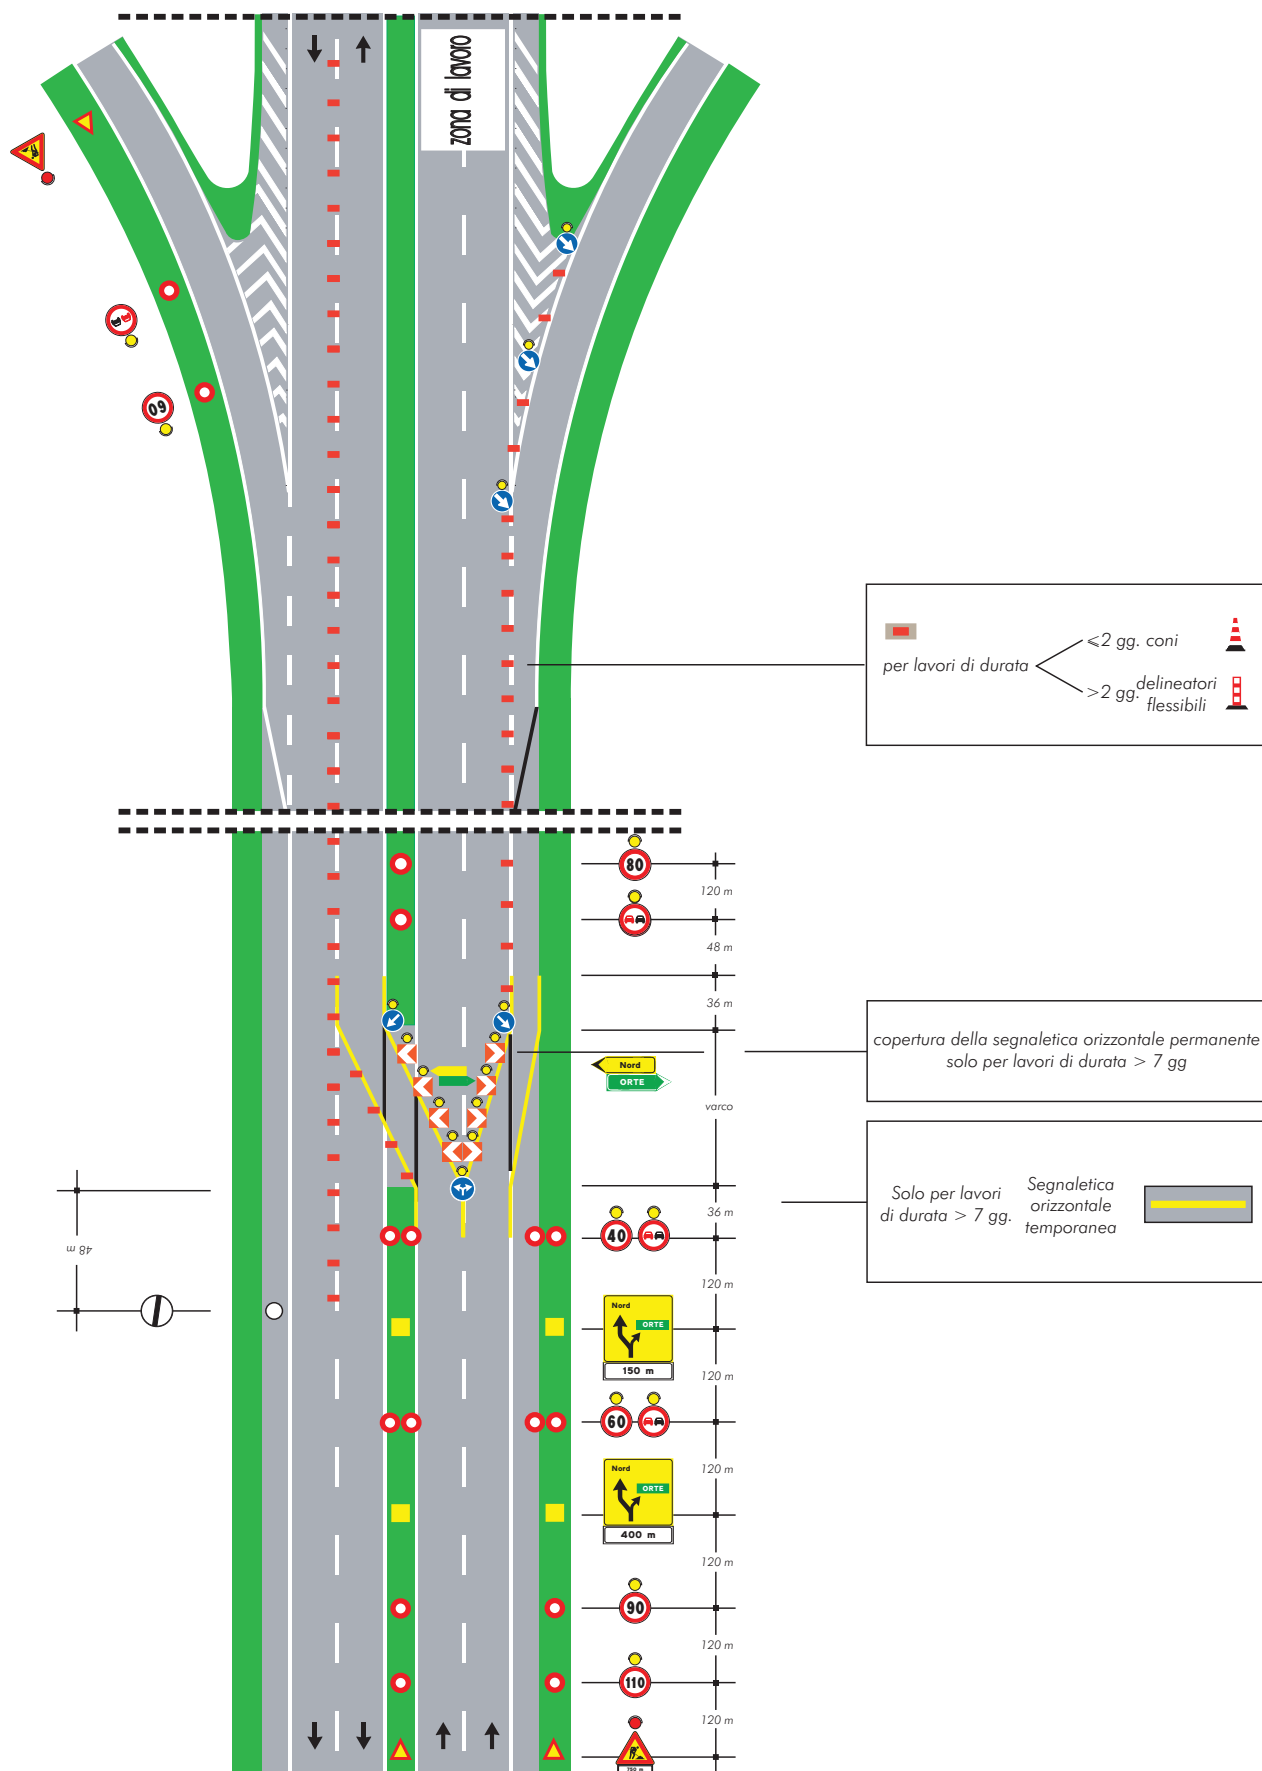 zona di lavoro
60
per lavori di durata
⩽2 gg. coni
>2 gg. delineatori
flessibili
80
120 m
48 m
36 m
copertura della segnaletica orizzontale permanente
solo per lavori di durata > 7 gg
Nord
ORTE
varco
Solo per lavori
di durata > 7 gg.
Segnaletica
orizzontale
temporanea
36 m
40
48 m
120 m
Nord
ORTE
150 m
120 m
60
120 m
Nord
ORTE
400 m
120 m
90
120 m
110
120 m
750 m